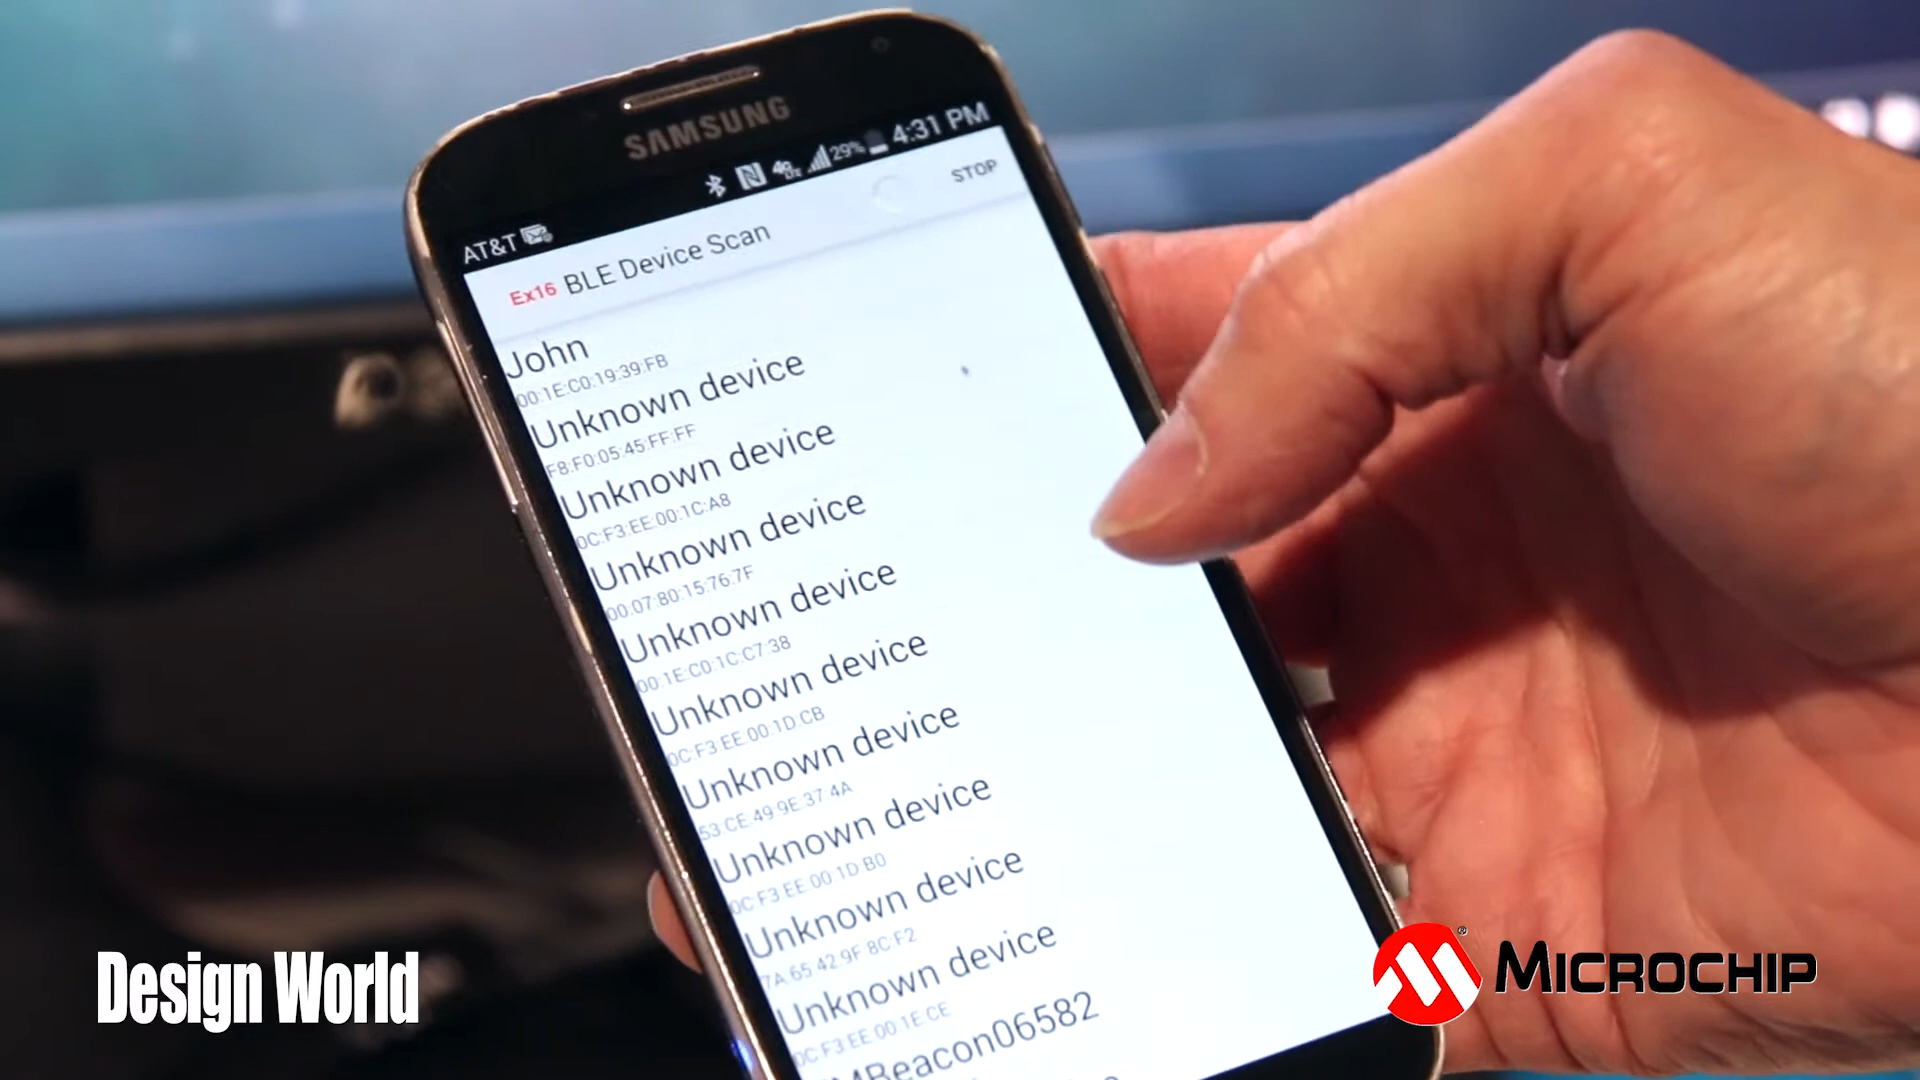 SAMSUNG
AT&T 4G LTE 29% 4:31 PM
Ex16 BLE Device Scan STOP
John
00:1E:C0:19:39:FB
Unknown device
F8:F0:05:45:FF:FF
Unknown device
0C:F3:EE:00:1C:A8
Unknown device
00:07:80:15:76:7F
Unknown device
00:1E:C0:1C:C7:38
Unknown device
0C:F3:EE:00:1D:CB
Unknown device
53:CE:49:9E:37:4A
Unknown device
0C:F3:EE:00:1D:B0
Unknown device
7A:65:42:9F:8C:F2
Unknown device
0C:F3:EE:00:1E:CE
MBeacon06582
Design World
MICROCHIP